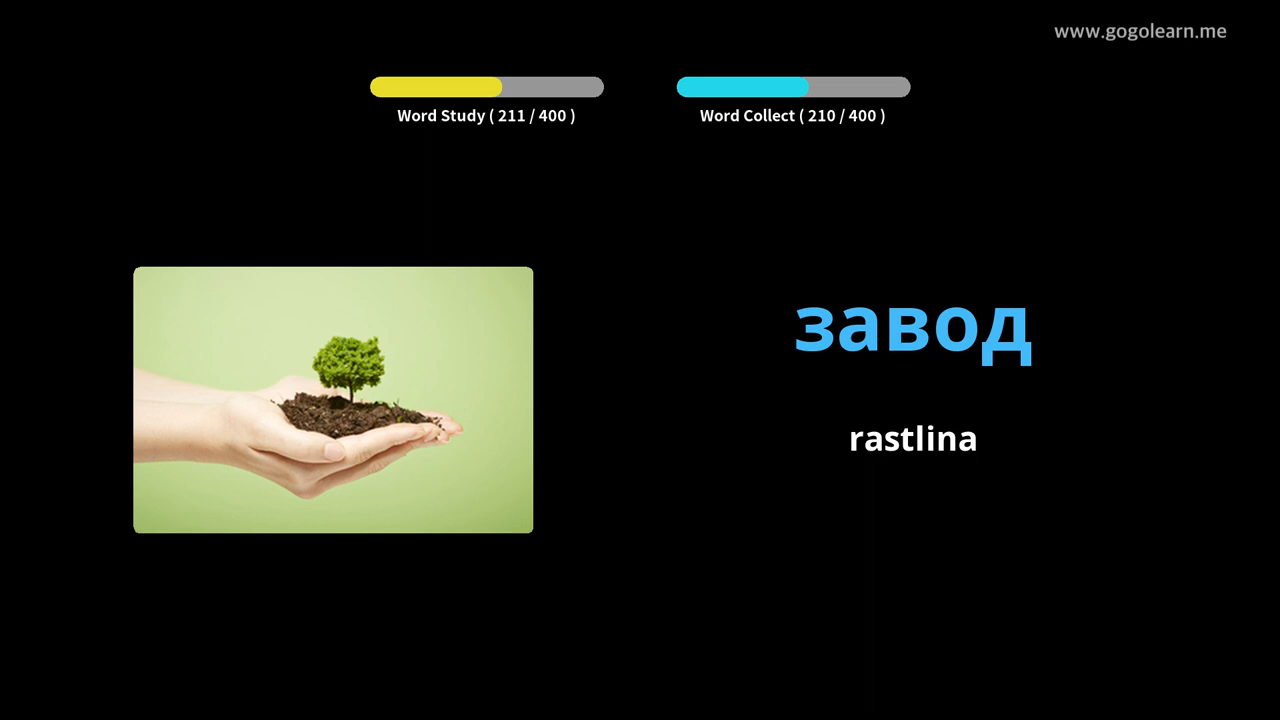 www.gogolearn.me
Word Study ( 211 / 400 )
Word Collect ( 210 / 400 )
завод
rastlina